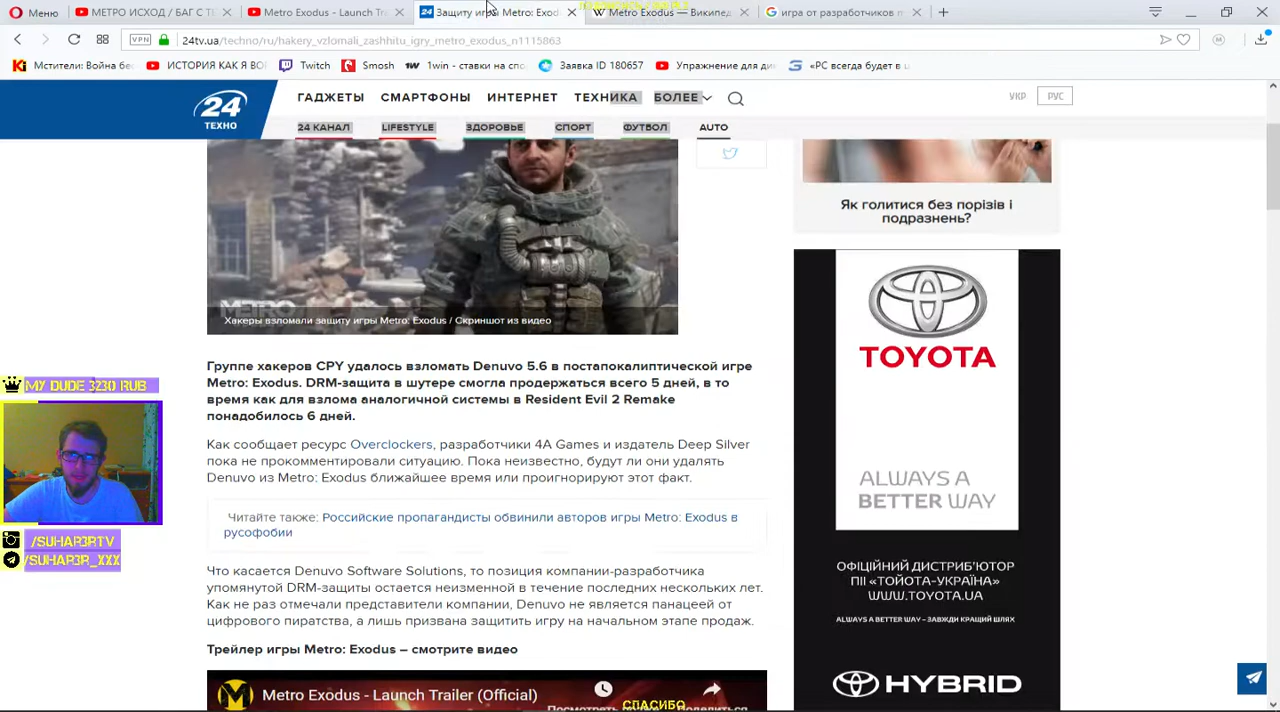 Меню
МЕТРО ИСХОД / БАГ С ТЕ
Metro Exodus - Launch Tra
Защиту игры Metro: Exod
Metro Exodus — Википед
игра от разработчиков m
VPN
24tv.ua/techno/ru/hakery_vzlomali_zashhitu_igry_metro_exodus_n1115863
Мстители: Война бес
ИСТОРИЯ КАК Я ВОР
Twitch
Smosh
1win - ставки на спо
Заявка ID 180657
Упражнение для дик
«PC всегда будет в ц
24
ТЕХНО
ГАДЖЕТЫ СМАРТФОНЫ ИНТЕРНЕТ ТЕХНИКА БОЛЕЕ
УКР РУС
24 КАНАЛ LIFESTYLE ЗДОРОВЬЕ СПОРТ ФУТБОЛ AUTO
METRO
Хакеры взломали защиту игры Metro: Exodus / Скриншот из видео
Группе хакеров CPY удалось взломать Denuvo 5.6 в постапокалиптической игре
Metro: Exodus. DRM-защита в шутере смогла продержаться всего 5 дней, в то
время как для взлома аналогичной системы в Resident Evil 2 Remake
понадобилось 6 дней.
Как сообщает ресурс Overclockers, разработчики 4A Games и издатель Deep Silver
пока не прокомментировали ситуацию. Пока неизвестно, будут ли они удалять
Denuvo из Metro: Exodus ближайшее время или проигнорируют этот факт.
Читайте также: Российские пропагандисты обвинили авторов игры Metro: Exodus в
русофобии
Что касается Denuvo Software Solutions, то позиция компании-разработчика
упомянутой DRM-защиты остается неизменной в течение последних нескольких лет.
Как не раз отмечали представители компании, Denuvo не является панацеей от
цифрового пиратства, а лишь призвана защитить игру на начальном этапе продаж.
Трейлер игры Metro: Exodus – смотрите видео
Metro Exodus - Launch Trailer (Official)
СПАСИБО
MY DUDE 3230 RUB
/SUHAP3RTV
/SUHAP3R_XXX
Як голитися без порізів і
подразнень?
TOYOTA
ALWAYS A
BETTER WAY
ОФІЦІЙНИЙ ДИСТРИБ'ЮТОР
ПІІ «ТОЙОТА-УКРАЇНА»
WWW.TOYOTA.UA
ALWAYS A BETTER WAY – ЗАВЖДИ КРАЩИЙ ШЛЯХ
HYBRID